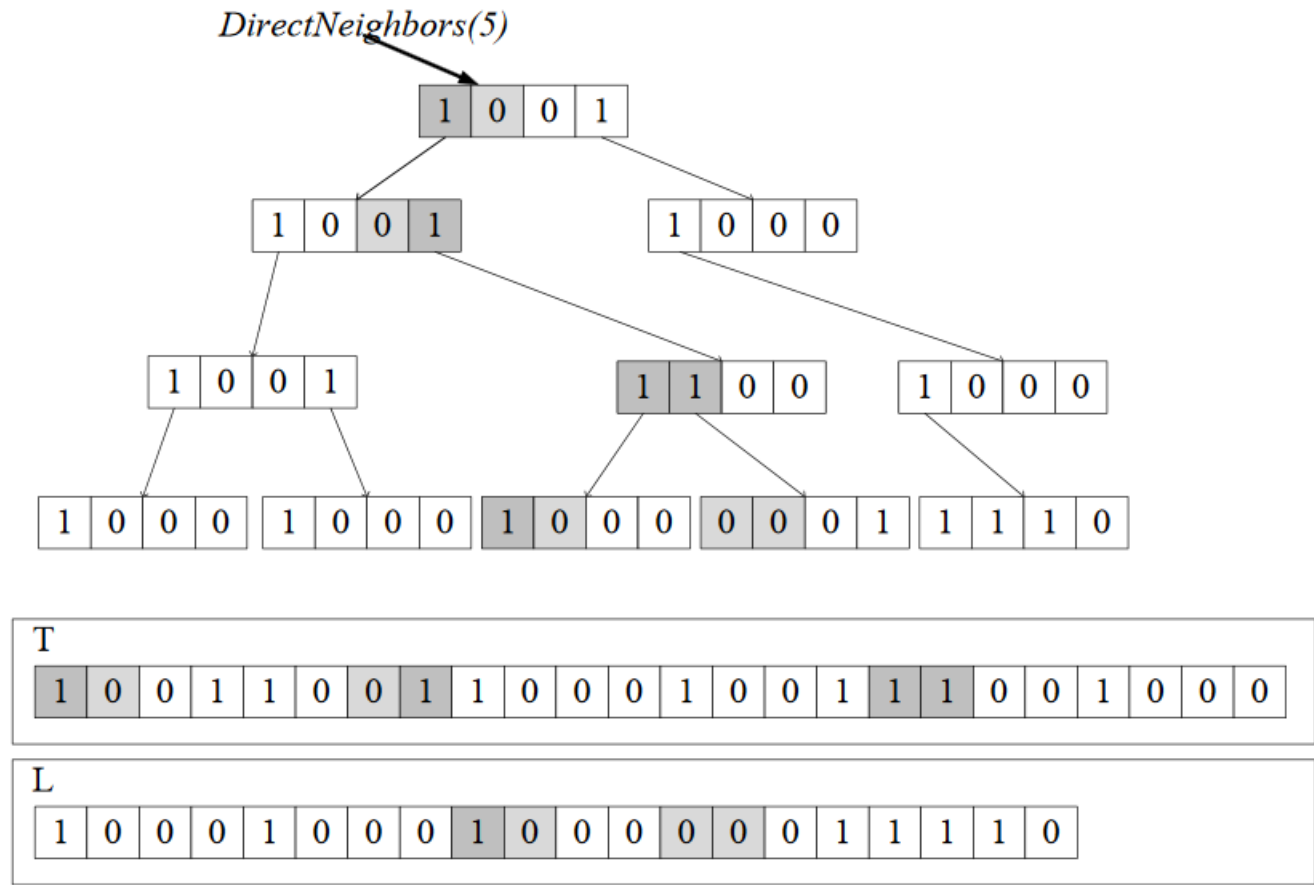 DirectNeighbors(5)
1 0 0 1
1 0 0 1 1 0 0 0
1 0 0 1 1 1 0 0 1 0 0 0
1 0 0 0 1 0 0 0 1 0 0 0 0 0 0 1 1 1 1 0
T
1 0 0 1 1 0 0 1 1 0 0 0 1 0 0 1 1 1 0 0 1 0 0 0
L
1 0 0 0 1 0 0 0 1 0 0 0 0 0 0 1 1 1 1 0